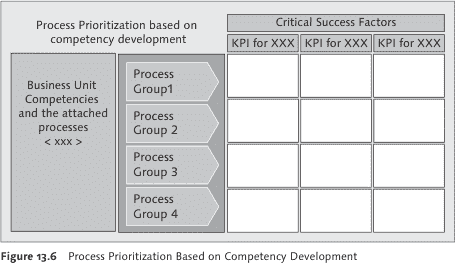 Process Prioritization based on
competency development
Critical Success Factors
KPI for XXX KPI for XXX KPI for XXX
Business Unit
Competencies
and the attached
processes
< xxx >
Process
Group1
Process
Group 2
Process
Group 3
Process
Group 4
Figure 13.6 Process Prioritization Based on Competency Development